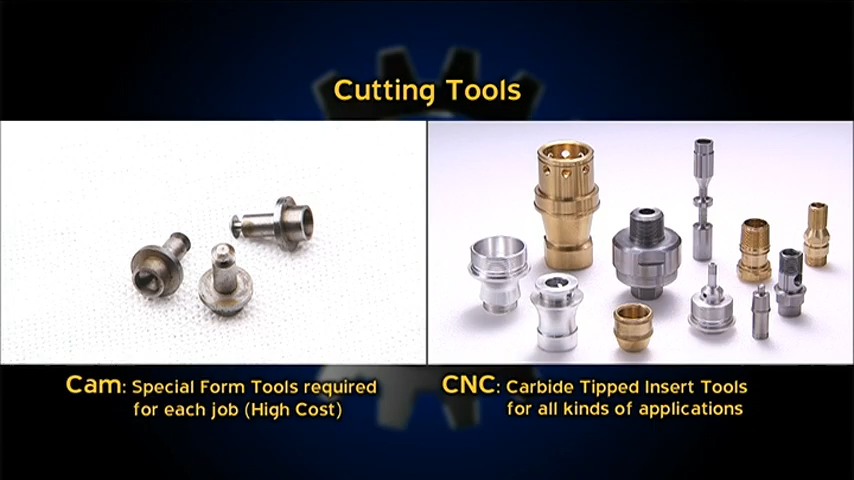 Cutting Tools
Cam: Special Form Tools required
for each job (High Cost)
CNC: Carbide Tipped Insert Tools
for all kinds of applications